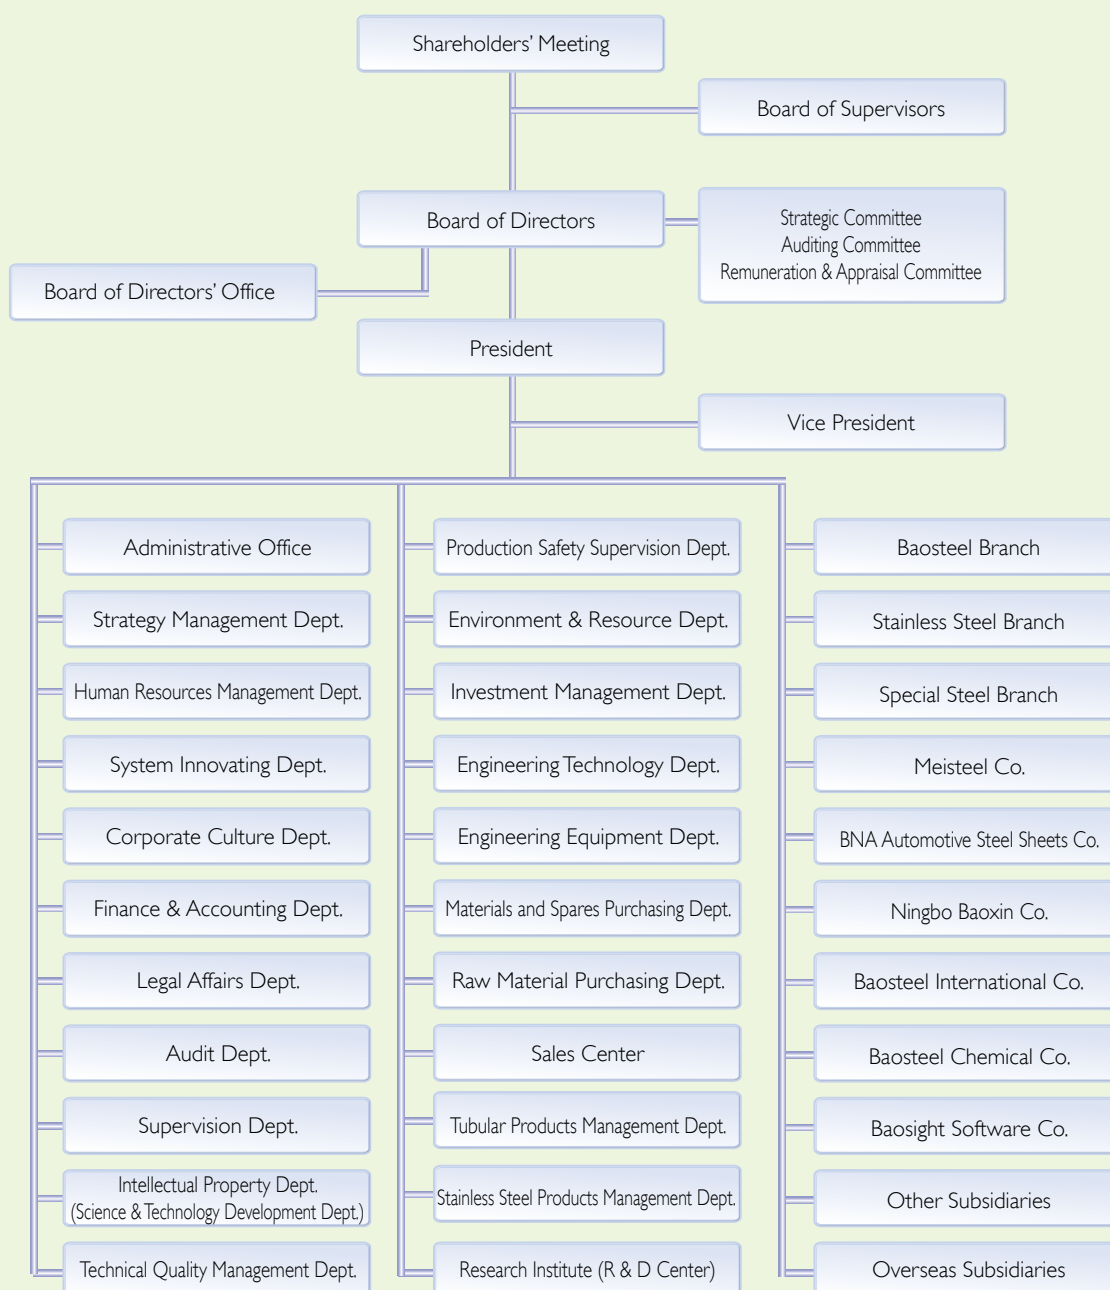 Shareholders' Meeting
Board of Supervisors
Board of Directors
Strategic Committee
Auditing Committee
Remuneration & Appraisal Committee
Board of Directors' Office
President
Vice President
Administrative Office
Strategy Management Dept.
Human Resources Management Dept.
System Innovating Dept.
Corporate Culture Dept.
Finance & Accounting Dept.
Legal Affairs Dept.
Audit Dept.
Supervision Dept.
Intellectual Property Dept.
(Science & Technology Development Dept.)
Technical Quality Management Dept.
Production Safety Supervision Dept.
Environment & Resource Dept.
Investment Management Dept.
Engineering Technology Dept.
Engineering Equipment Dept.
Materials and Spares Purchasing Dept.
Raw Material Purchasing Dept.
Sales Center
Tubular Products Management Dept.
Stainless Steel Products Management Dept.
Research Institute (R & D Center)
Baosteel Branch
Stainless Steel Branch
Special Steel Branch
Meisteel Co.
BNA Automotive Steel Sheets Co.
Ningbo Baoxin Co.
Baosteel International Co.
Baosteel Chemical Co.
Baosight Software Co.
Other Subsidiaries
Overseas Subsidiaries